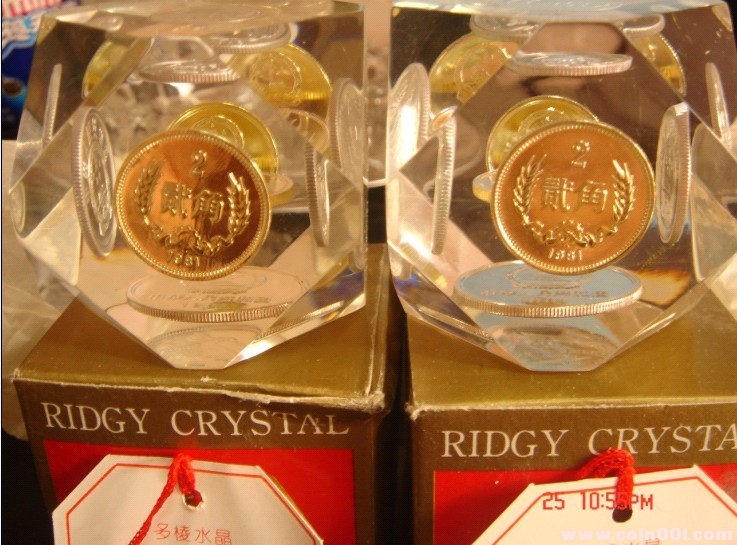 2
贰角
1981
2
贰角
1981
RIDGY CRYSTAL
RIDGY CRYSTA
多棱水晶
25 10:56PM
www.coin001.com